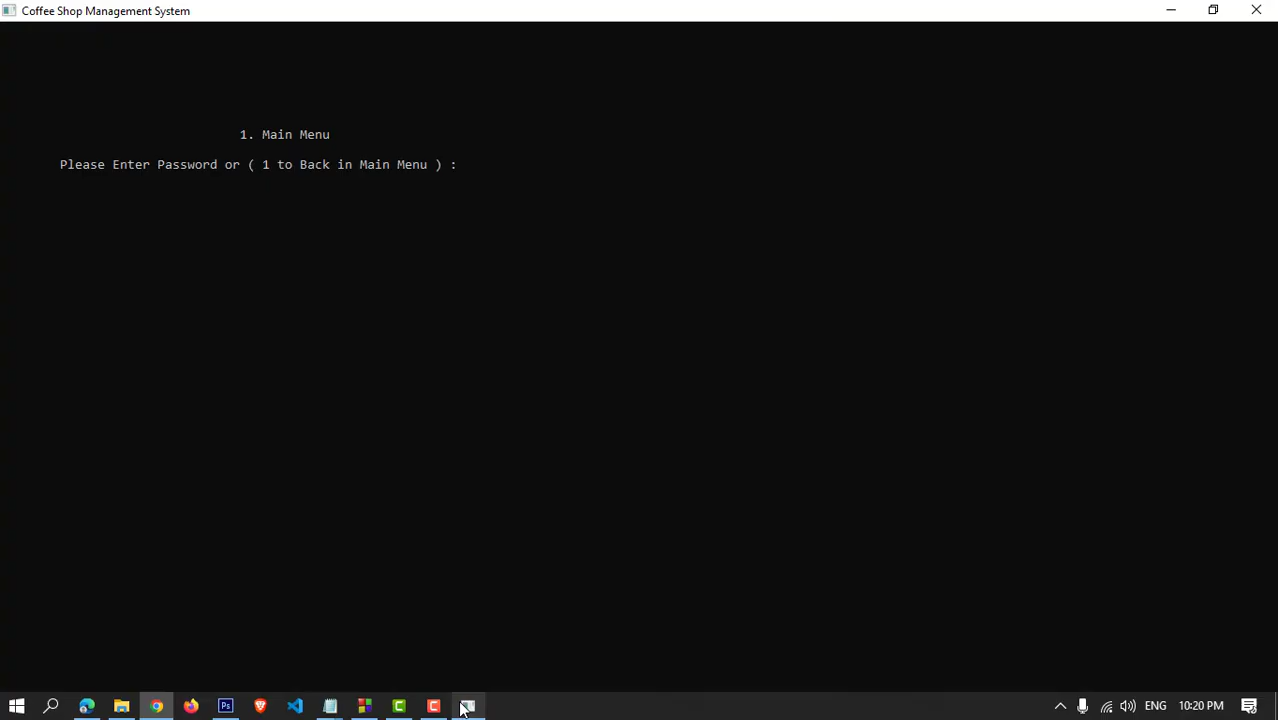 Coffee Shop Management System
1. Main Menu
Please Enter Password or ( 1 to Back in Main Menu ) :
Ps
C
C
ENG
10:20 PM